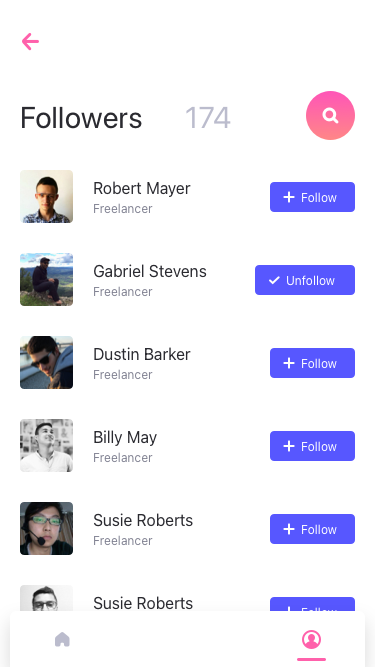 Followers 174
Robert Mayer
Freelancer
Follow
Gabriel Stevens
Freelancer
Unfollow
Dustin Barker
Freelancer
Follow
Billy May
Freelancer
Follow
Susie Roberts
Freelancer
Follow
Susie Roberts
Follow